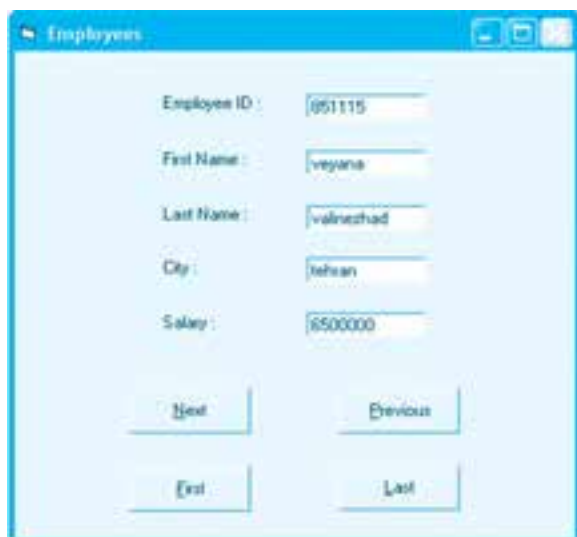 Employees
Employee ID : 851115
First Name : veyana
Last Name : valinezhad
City : tehran
Salary : 6500000
Next Previous
First Last